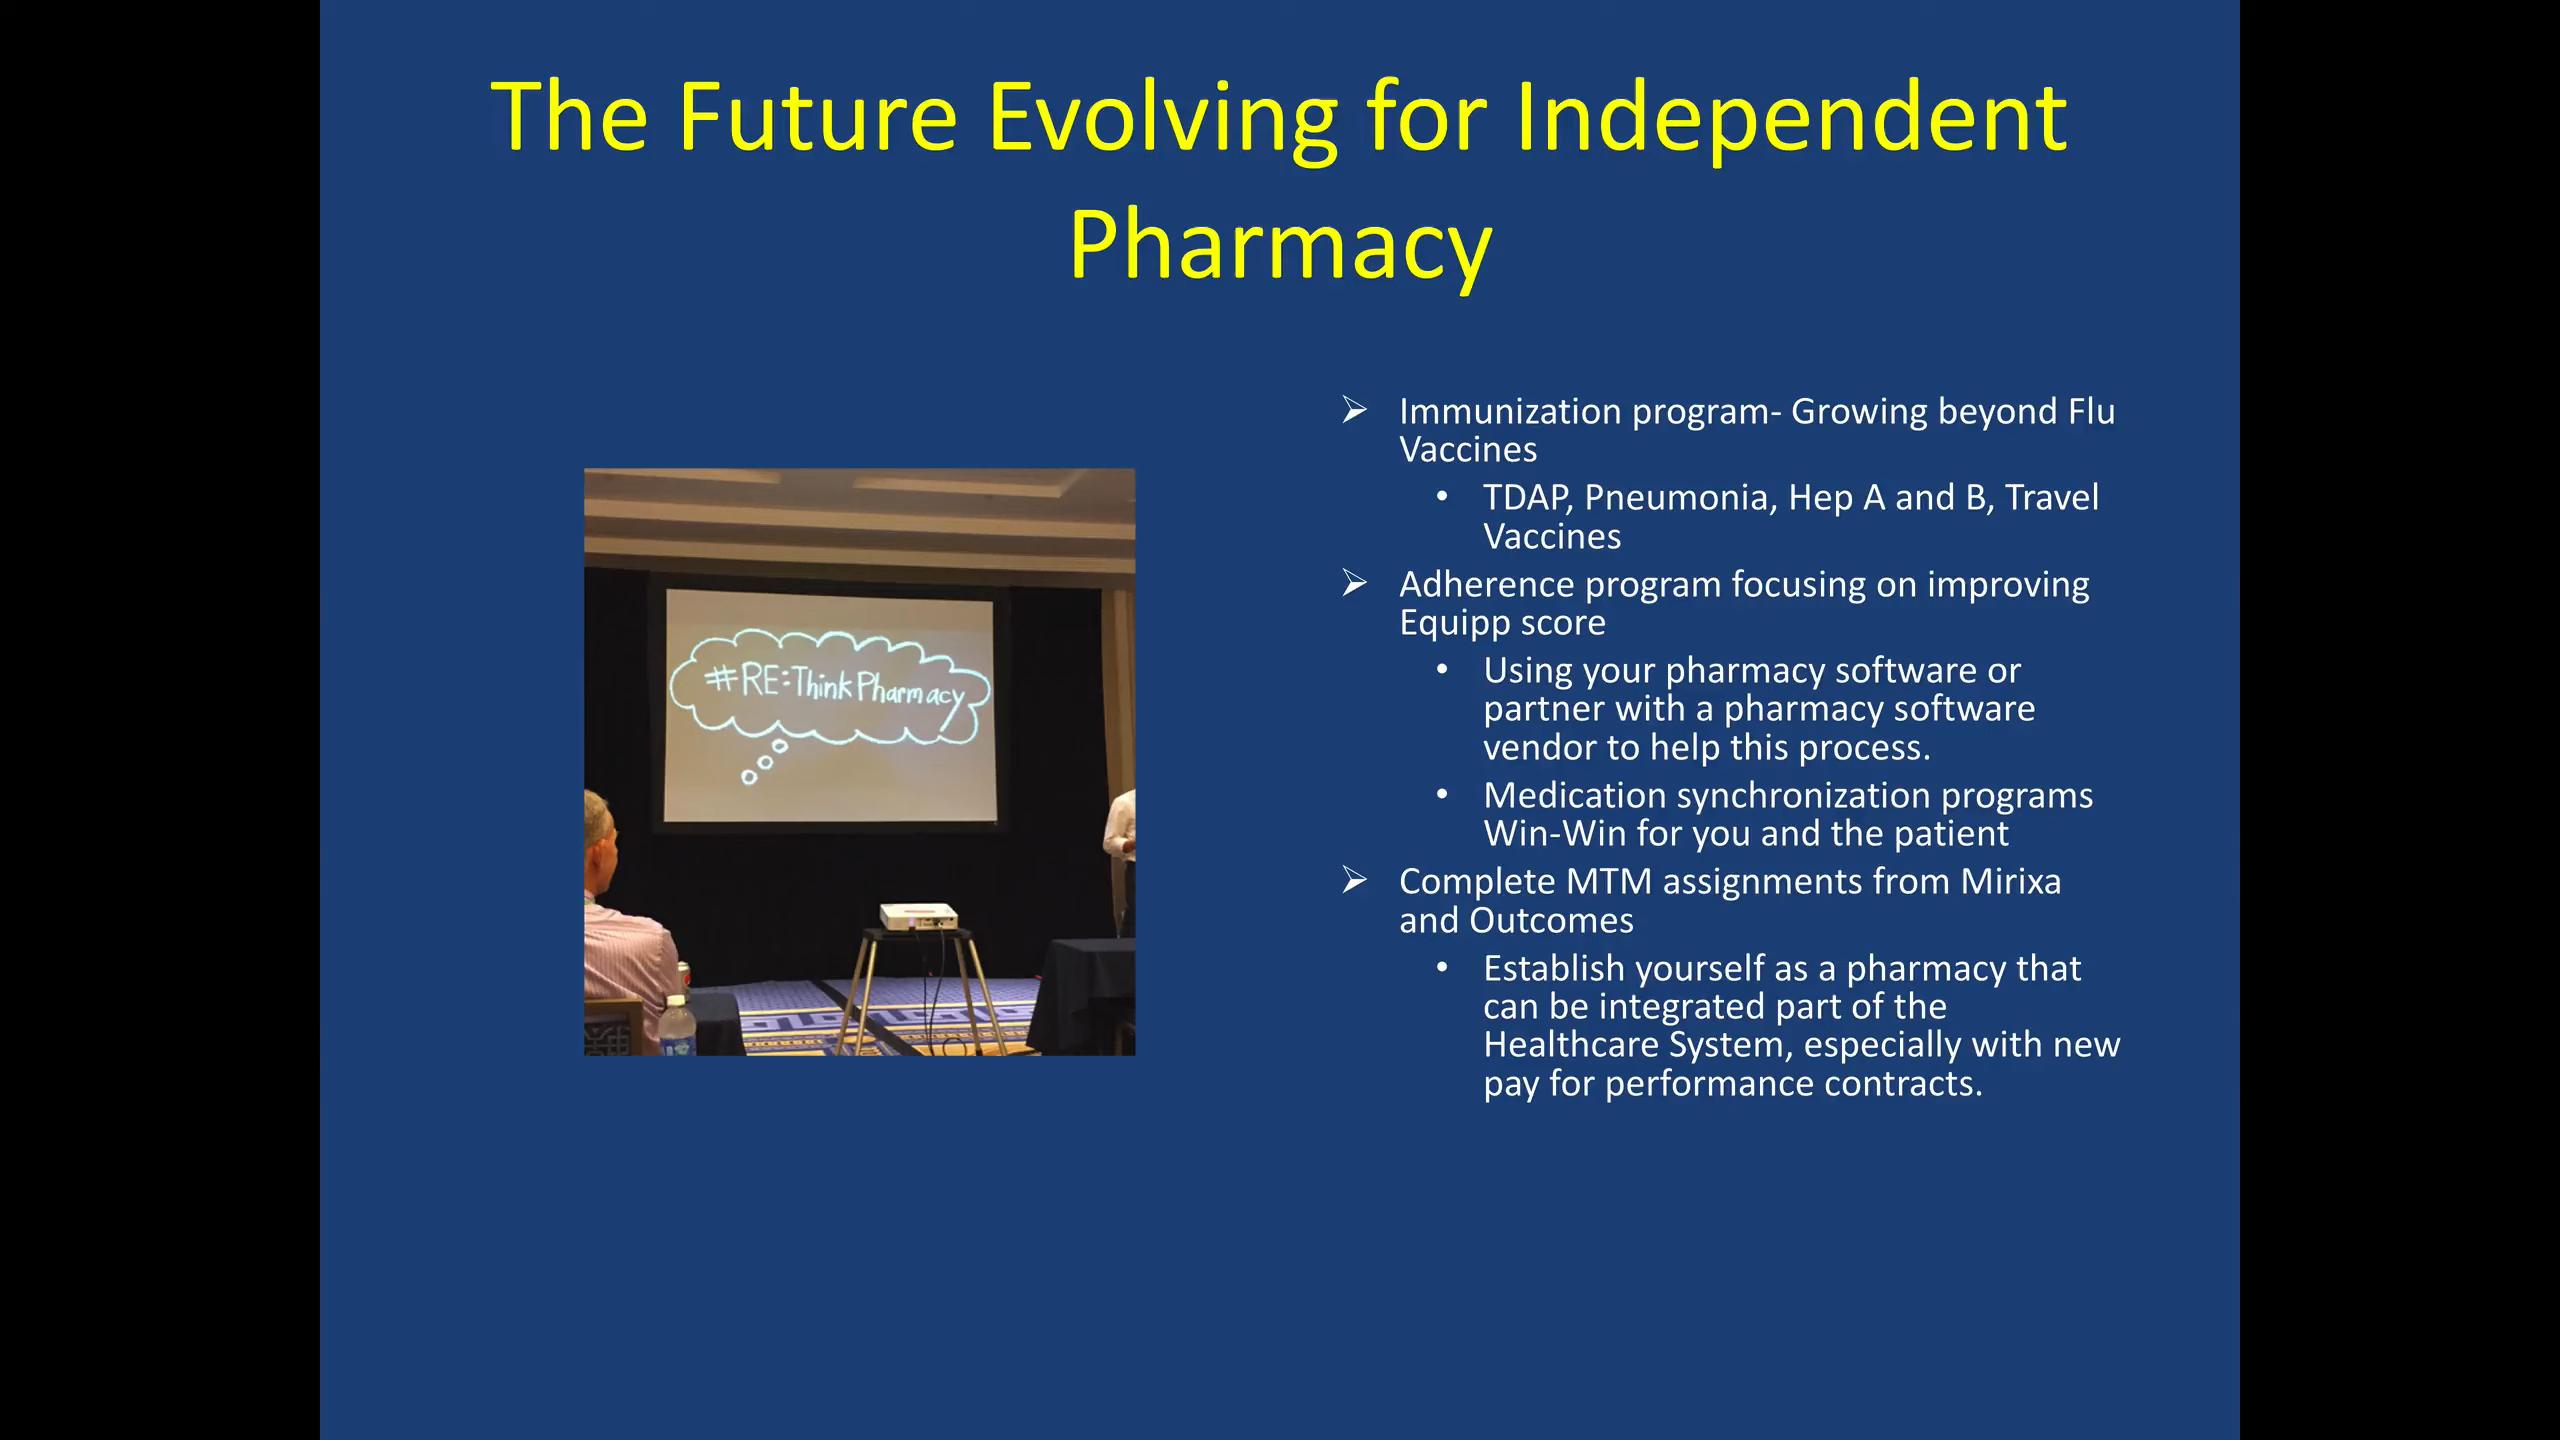 The Future Evolving for Independent
Pharmacy
#RE:ThinkPharmacy
Immunization program- Growing beyond Flu
Vaccines
TDAP, Pneumonia, Hep A and B, Travel
Vaccines
Adherence program focusing on improving
Equipp score
Using your pharmacy software or
partner with a pharmacy software
vendor to help this process.
Medication synchronization programs
Win-Win for you and the patient
Complete MTM assignments from Mirixa
and Outcomes
Establish yourself as a pharmacy that
can be integrated part of the
Healthcare System, especially with new
pay for performance contracts.